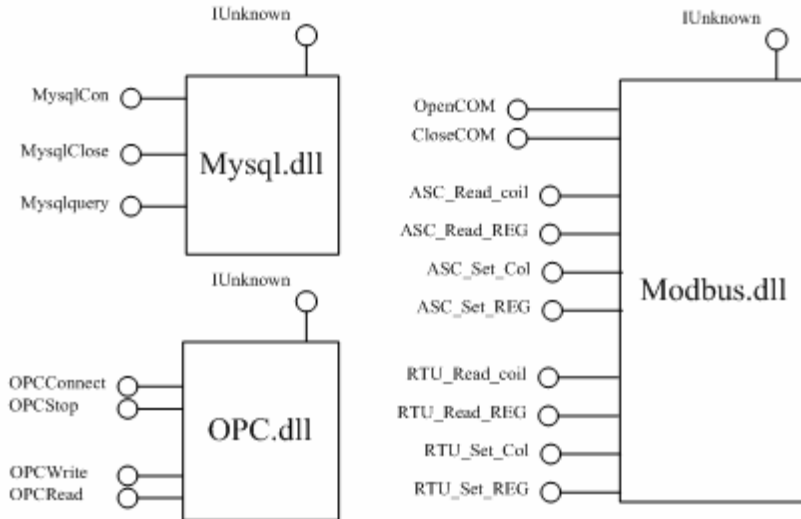 IUnknown
MysqlCon
MysqlClose
Mysqlquery
Mysql.dll
IUnknown
OPCConnect
OPCStop
OPCWrite
OPCRead
OPC.dll
IUnknown
OpenCOM
CloseCOM
ASC_Read_coil
ASC_Read_REG
ASC_Set_Col
ASC_Set_REG
RTU_Read_coil
RTU_Read_REG
RTU_Set_Col
RTU_Set_REG
Modbus.dll